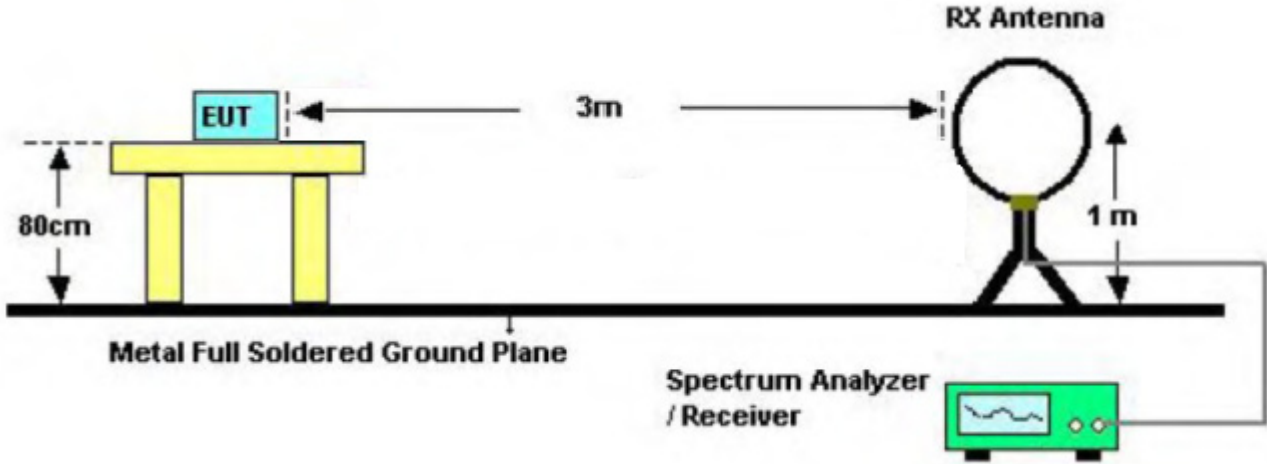 RX Antenna
EUT
3m
80cm
1 m
Metal Full Soldered Ground Plane
Spectrum Analyzer
/ Receiver